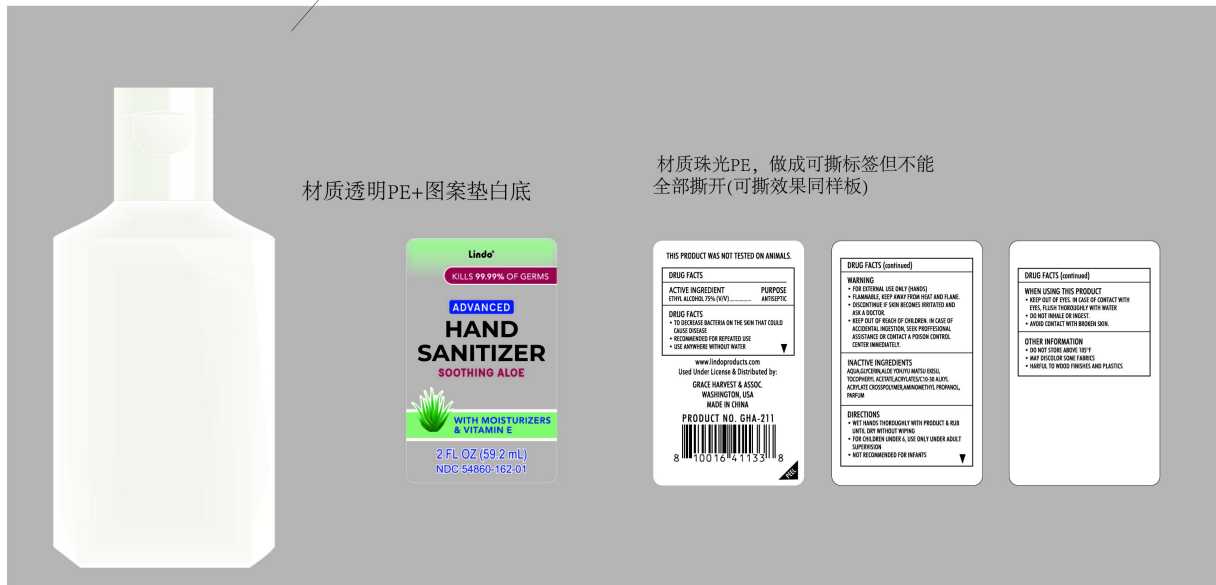 材质透明PE+图案垫白底
材质珠光PE，做成可撕标签但不能
全部撕开(可撕效果同样板)
Lindo
KILLS 99.99% OF GERMS
ADVANCED
HAND
SANITIZER
SOOTHING ALOE
WITH MOISTURIZERS
& VITAMIN E
2 FL OZ (59.2 mL)
NDC 54860-162-01
THIS PRODUCT WAS NOT TESTED ON ANIMALS.
DRUG FACTS
ACTIVE INGREDIENT PURPOSE
ETHYL ALCOHOL 75% (V/V)............ ANTISEPTIC
DRUG FACTS
• TO DECREASE BACTERIA ON THE SKIN THAT COULD
CAUSE DISEASE
• RECOMMENDED FOR REPEATED USE
• USE ANYWHERE WITHOUT WATER
www.lindoproducts.com
Used Under License & Distributed by:
GRACE HARVEST & ASSOC.
WASHINGTON, USA
MADE IN CHINA
PRODUCT NO. GHA-211
8 10016 41133 8
PEEL
DRUG FACTS (continued)
WARNING
• FOR EXTERNAL USE ONLY (HANDS)
• FLAMMABLE, KEEP AWAY FROM HEAT AND FLAME.
• DISCONTINUE IF SKIN BECOMES IRRITATED AND
ASK A DOCTOR.
• KEEP OUT OF REACH OF CHILDREN. IN CASE OF
ACCIDENTAL INGESTION, SEEK PROFFESIONAL
ASSISTANCE OR CONTACT A POISON CONTROL
CENTER IMMEDIATELY.
INACTIVE INGREDIENTS
AQUA,GLYCERIN,ALOE YOHJYU MATSU EKISU,
TOCOPHERYL ACETATE,ACRYLATES/C10-30 ALKYL
ACRYLATE CROSSPOLYMER,AMINOMETHYL PROPANOL,
PARFUM
DIRECTIONS
• WET HANDS THOROUGHLY WITH PRODUCT & RUB
UNTIL DRY WITHOUT WIPING
• FOR CHILDREN UNDER 6, USE ONLY UNDER ADULT
SUPERVISION
• NOT RECOMMENDED FOR INFANTS
DRUG FACTS (continued)
WHEN USING THIS PRODUCT
• KEEP OUT OF EYES. IN CASE OF CONTACT WITH
EYES, FLUSH THOROUGHLY WITH WATER
• DO NOT INHALE OR INGEST.
• AVOID CONTACT WITH BROKEN SKIN.
OTHER INFORMATION
• DO NOT STORE ABOVE 105°F
• MAY DISCOLOR SOME FABRICS
• HARFUL TO WOOD FINISHES AND PLASTICS